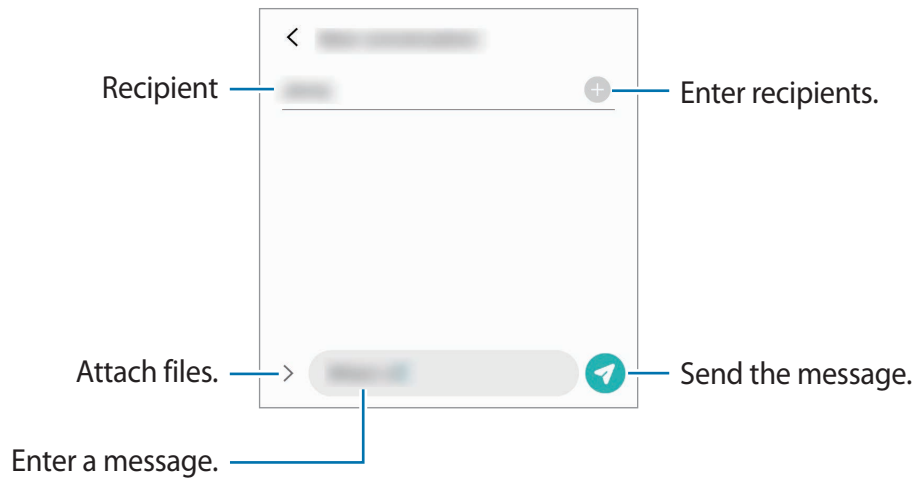 Recipient
Enter recipients.
Attach files.
Send the message.
Enter a message.